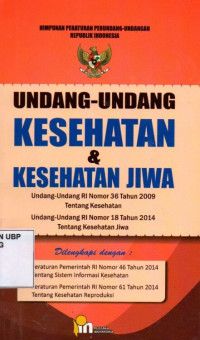 HIMPUNAN PERATURAN PERUNDANG-UNDANGAN
REPUBLIK INDONESIA
UNDANG-UNDANG
KESEHATAN
&
KESEHATAN JIWA
Undang-Undang RI Nomor 36 Tahun 2009
Tentang Kesehatan
Undang-Undang RI Nomor 18 Tahun 2014
Tentang Kesehatan Jiwa
Dilengkapi dengan :
N UBP
G
eraturan Pemerintah RI Nomor 46 Tahun 2014
Tentang Sistem Informasi Kesehatan
Peraturan Pemerintah RI Nomor 61 Tahun 2014
Tentang Kesehatan Reproduksi